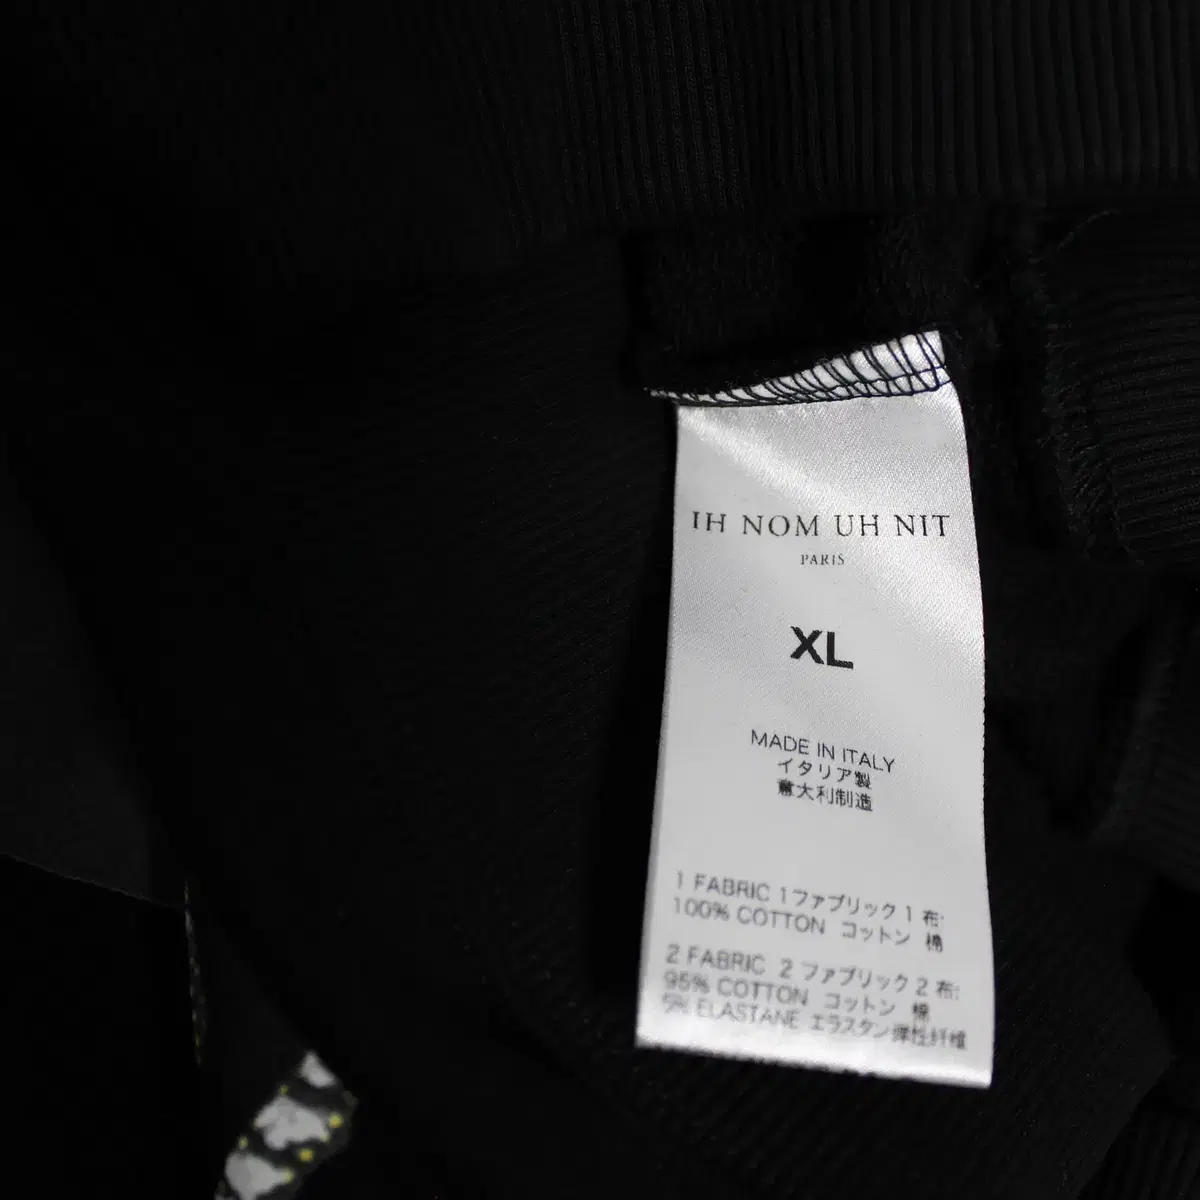 IH NOM UH NIT
PARIS
XL
MADE IN ITALY
イタリア製
意大利制造
1 FABRIC 1ファブリック 1 布:
100% COTTON コットン 棉
2 FABRIC 2 ファブリック 2 布:
95% COTTON コットン 棉
5% ELASTANE エラスタン 弹性纤维